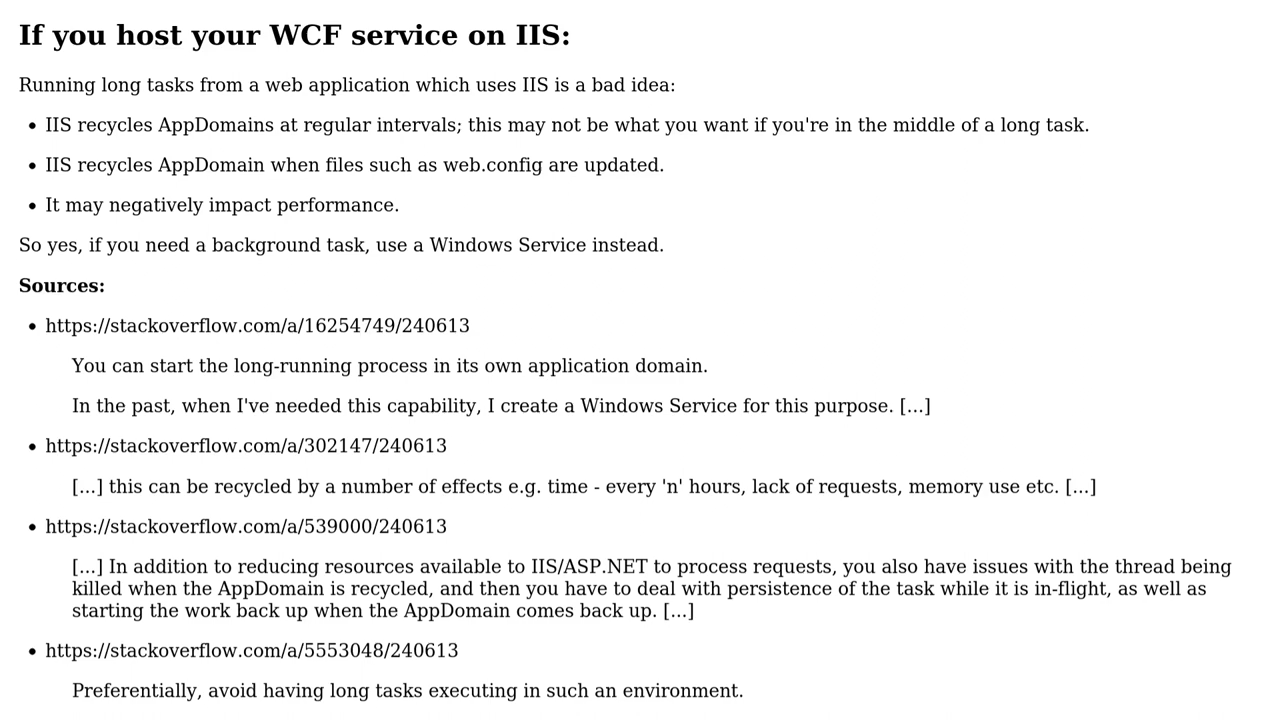 If you host your WCF service on IIS:
Running long tasks from a web application which uses IIS is a bad idea:
• IIS recycles AppDomains at regular intervals; this may not be what you want if you're in the middle of a long task.
• IIS recycles AppDomain when files such as web.config are updated.
• It may negatively impact performance.
So yes, if you need a background task, use a Windows Service instead.
Sources:
• https://stackoverflow.com/a/16254749/240613
You can start the long-running process in its own application domain.
In the past, when I've needed this capability, I create a Windows Service for this purpose. [...]
• https://stackoverflow.com/a/302147/240613
[...] this can be recycled by a number of effects e.g. time - every 'n' hours, lack of requests, memory use etc. [...]
• https://stackoverflow.com/a/539000/240613
[...] In addition to reducing resources available to IIS/ASP.NET to process requests, you also have issues with the thread being
killed when the AppDomain is recycled, and then you have to deal with persistence of the task while it is in-flight, as well as
starting the work back up when the AppDomain comes back up. [...]
• https://stackoverflow.com/a/5553048/240613
Preferentially, avoid having long tasks executing in such an environment.